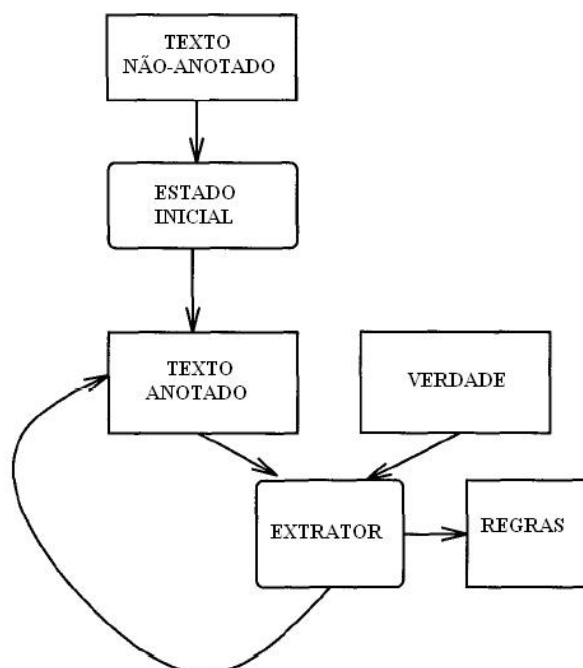 TEXTO
NÃO-ANOTADO
ESTADO
INICIAL
TEXTO
ANOTADO
VERDADE
EXTRATOR
REGRAS